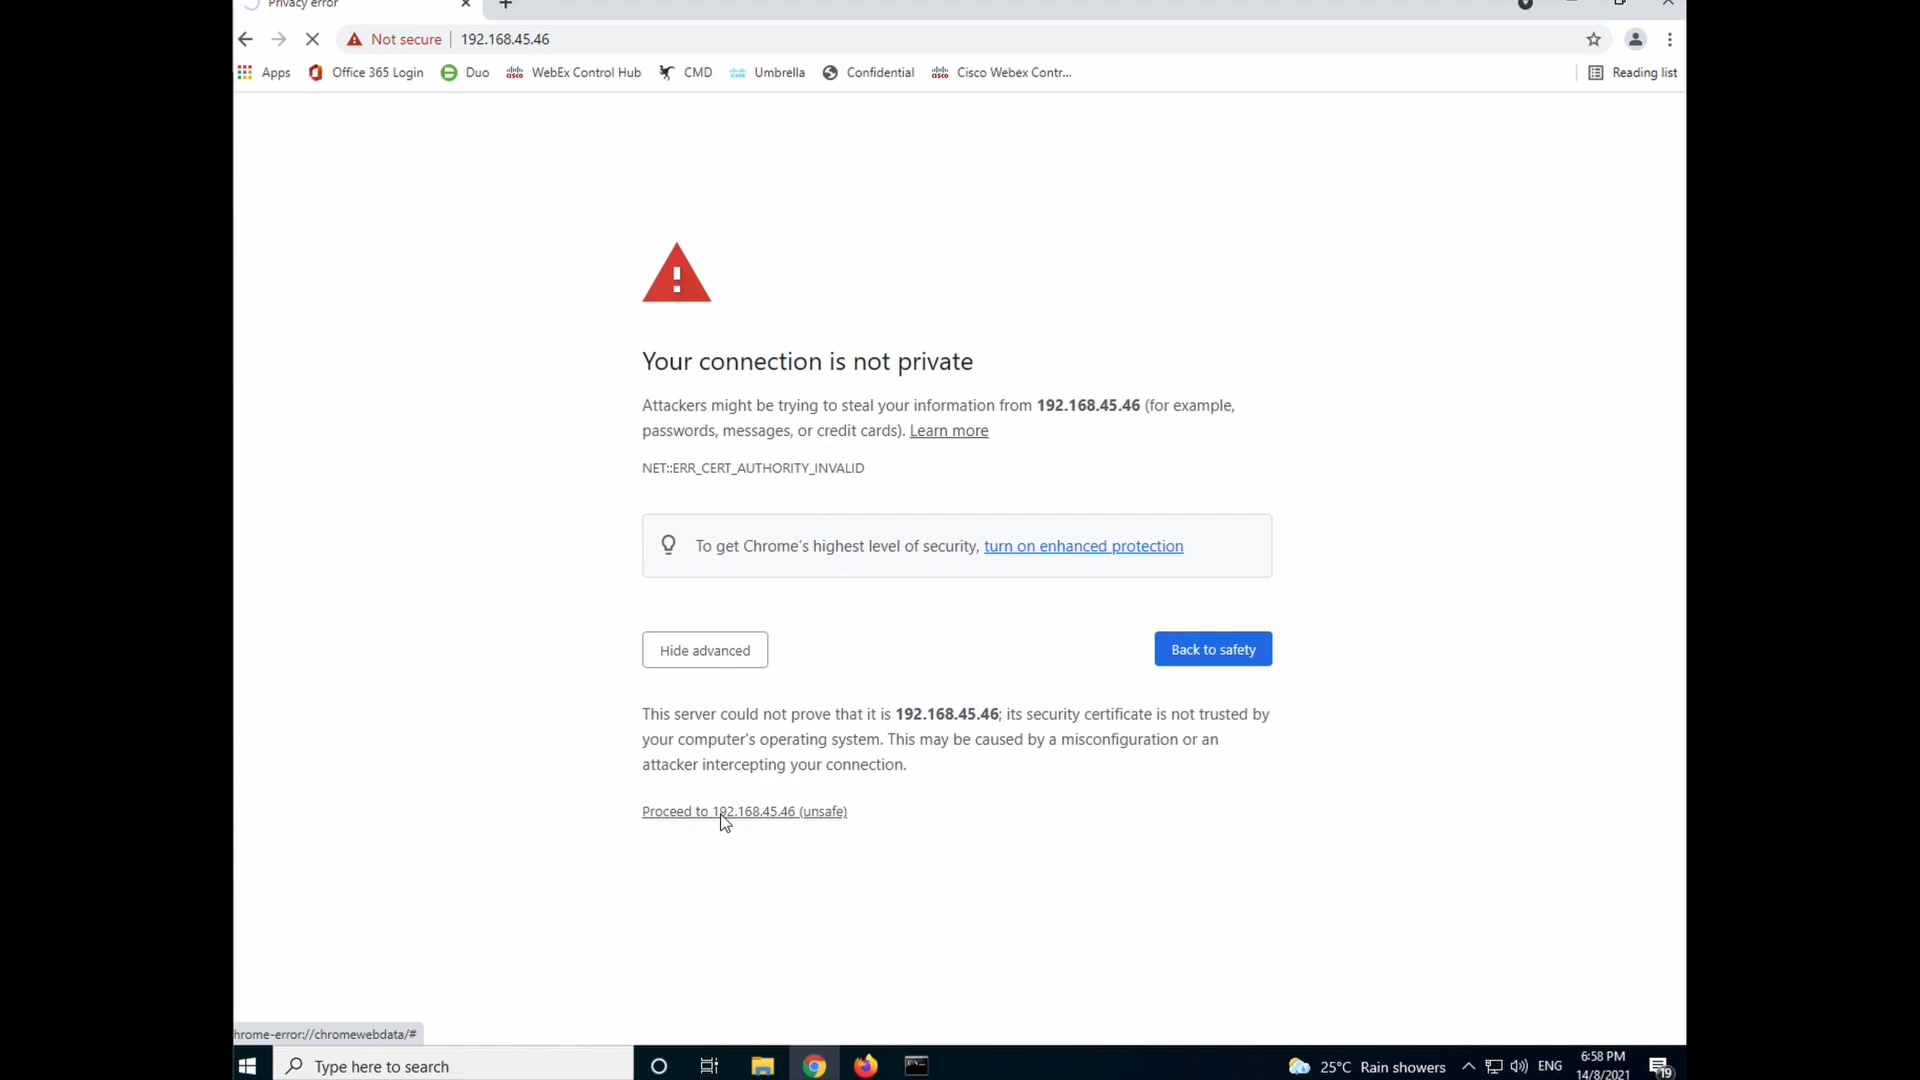 Privacy error
Not secure 192.168.45.46
Apps Office 365 Login Duo WebEx Control Hub CMD Umbrella Confidential Cisco Webex Contr... Reading list
Your connection is not private
Attackers might be trying to steal your information from 192.168.45.46 (for example,
passwords, messages, or credit cards). Learn more
NET::ERR_CERT_AUTHORITY_INVALID
To get Chrome's highest level of security, turn on enhanced protection
Hide advanced
Back to safety
This server could not prove that it is 192.168.45.46; its security certificate is not trusted by
your computer's operating system. This may be caused by a misconfiguration or an
attacker intercepting your connection.
Proceed to 192.168.45.46 (unsafe)
hrome-error://chromewebdata/#
Type here to search
25°C Rain showers
ENG
6:58 PM
14/8/2021
19